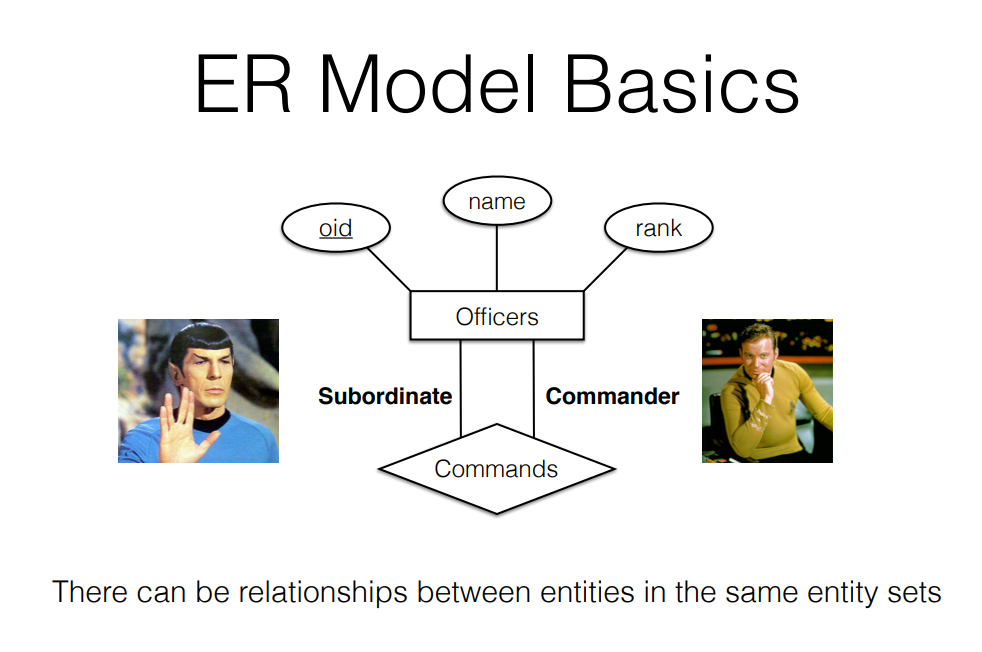 ER Model Basics
name
oid
rank
Officers
Subordinate
Commander
Commands
There can be relationships between entities in the same entity sets